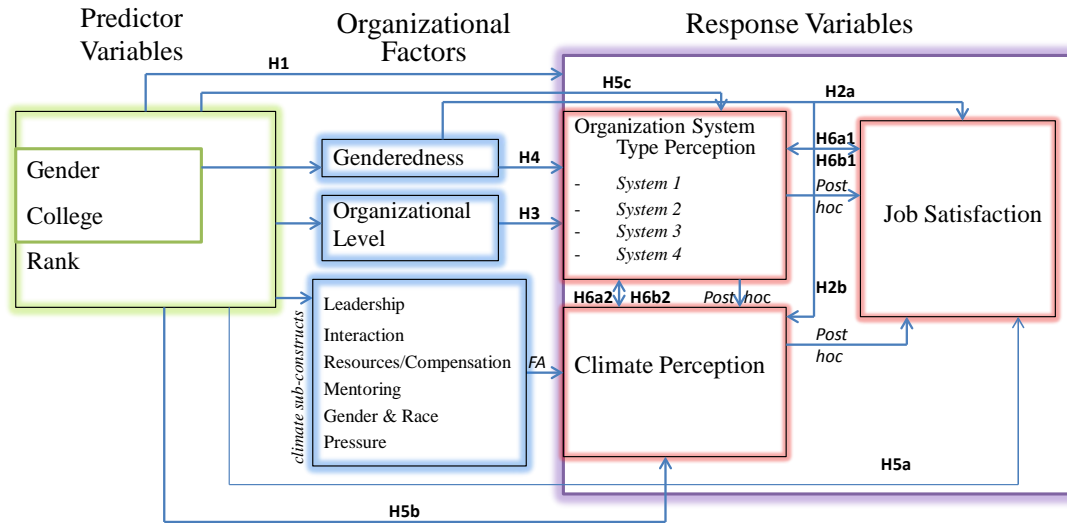 Predictor
Variables
Organizational
Factors
Response Variables
H1
H5c
H2a
Gender
College
Rank
Genderedness
H4
Organizational
Level
H3
climate sub-constructs
Leadership
Interaction
Resources/Compensation
Mentoring
Gender & Race
Pressure
FA
Organization System
Type Perception
- System 1
- System 2
- System 3
- System 4
H6a1
H6b1
Post
hoc
Job Satisfaction
H6a2
H6b2
Post hoc
H2b
Climate Perception
Post
hoc
H5a
H5b